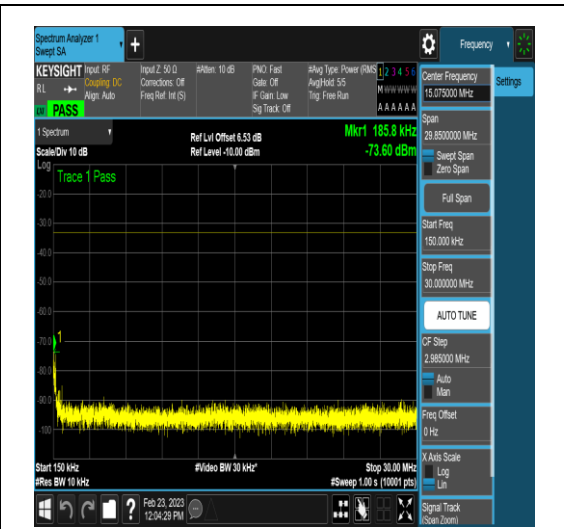 Spectrum Analyzer 1
Swept SA
Frequency
KEYSIGHT Input: RF Input Z: 50 Ω #Atten: 10 dB PNO: Fast #Avg Type: Power (RMS 1 2 3 4 5 6
RL Coupling: DC Corrections: Off Gate: Off Avg|Hold: 5/5 M W W W W W
Align: Auto Freq Ref: Int (S) IF Gain: Low Trig: Free Run
Sig Track: Off A A A A A A
PASS
1 Spectrum
Ref Lvl Offset 6.53 dB Mkr1 185.8 kHz
Scale/Div 10 dB Ref Level -10.00 dBm -73.60 dBm
Log
Trace 1 Pass
-20.0
-30.0
-40.0
-50.0
-60.0
-70.0
1
-80.0
-90.0
-100
Start 150 kHz #Video BW 30 kHz* Stop 30.00 MHz
#Res BW 10 kHz #Sweep 1.00 s (10001 pts)
?
Feb 23, 2023
12:04:29 PM
Center Frequency
15.075000 MHz
Settings
Span
29.8500000 MHz
Swept Span
Zero Span
Full Span
Start Freq
150.000 kHz
Stop Freq
30.000000 MHz
AUTO TUNE
CF Step
2.985000 MHz
Auto
Man
Freq Offset
0 Hz
X Axis Scale
Log
Lin
Signal Track
(Span Zoom)